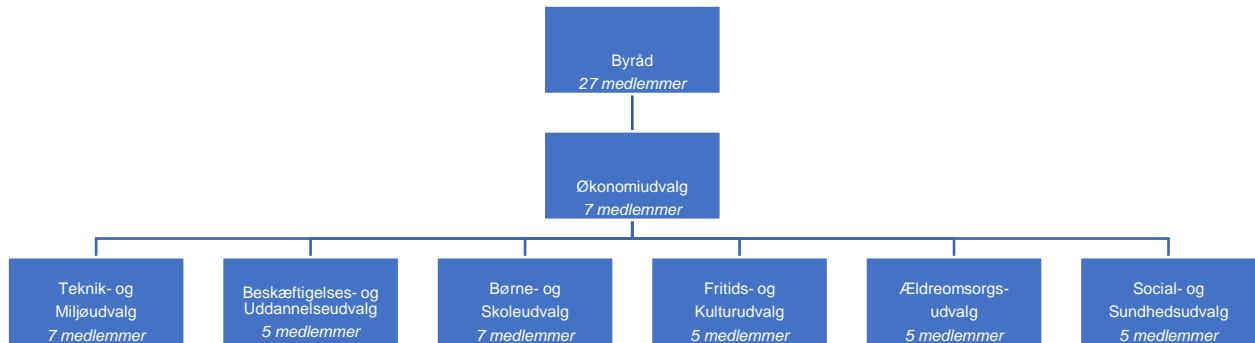 Byråd
27 medlemmer
Økonomiudvalg
7 medlemmer
Teknik- og
Miljøudvalg
7 medlemmer
Beskæftigelses- og
Uddannelseudvalg
5 medlemmer
Børne- og
Skoleudvalg
7 medlemmer
Fritids- og
Kulturudvalg
5 medlemmer
Ældreomsorgs-
udvalg
5 medlemmer
Social- og
Sundhedsudvalg
5 medlemmer